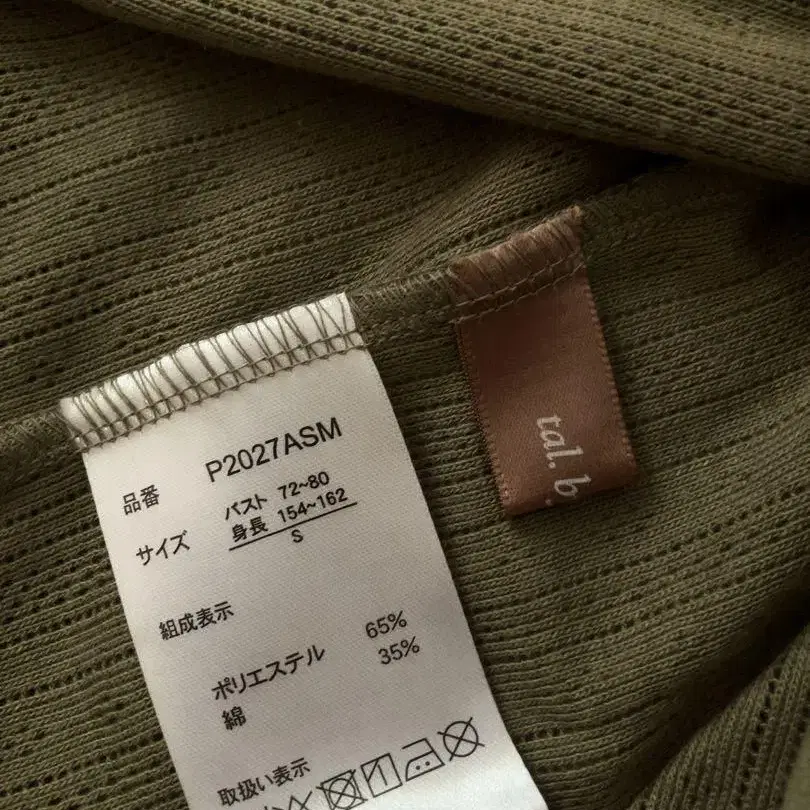 品番 P2027ASM
サイズ バスト 72~80
身長 154~162
S
組成表示
ポリエステル 65%
綿 35%
取扱い表示
tal. b